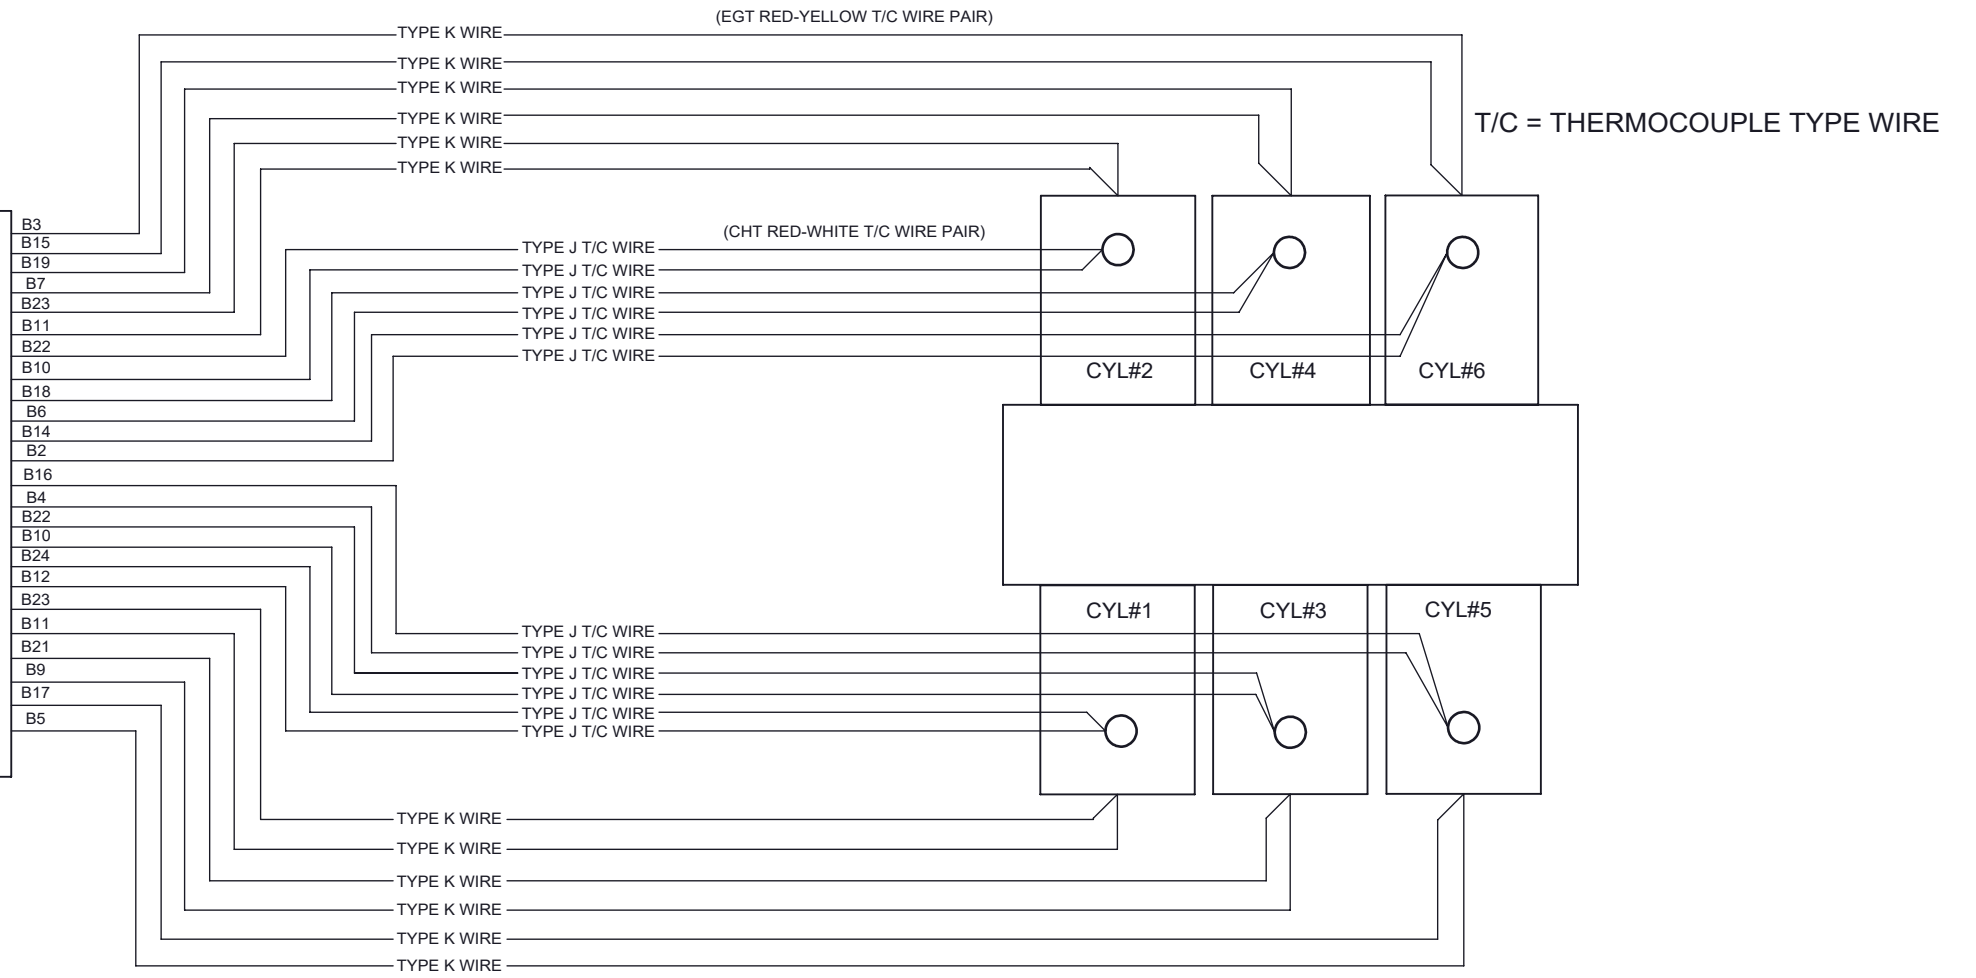 (EGT RED-YELLOW T/C WIRE PAIR)
TYPE K WIRE
TYPE K WIRE
TYPE K WIRE
TYPE K WIRE
TYPE K WIRE
TYPE K WIRE
T/C = THERMOCOUPLE TYPE WIRE
B3
B15
B19
B7
B23
B11
B22
B10
B18
B6
B14
B2
B16
B4
B22
B10
B24
B12
B23
B11
B21
B9
B17
B5
(CHT RED-WHITE T/C WIRE PAIR)
TYPE J T/C WIRE
TYPE J T/C WIRE
TYPE J T/C WIRE
TYPE J T/C WIRE
TYPE J T/C WIRE
TYPE J T/C WIRE
CYL#2
CYL#4
CYL#6
CYL#1
CYL#3
CYL#5
TYPE J T/C WIRE
TYPE J T/C WIRE
TYPE J T/C WIRE
TYPE J T/C WIRE
TYPE J T/C WIRE
TYPE J T/C WIRE
TYPE K WIRE
TYPE K WIRE
TYPE K WIRE
TYPE K WIRE
TYPE K WIRE
TYPE K WIRE